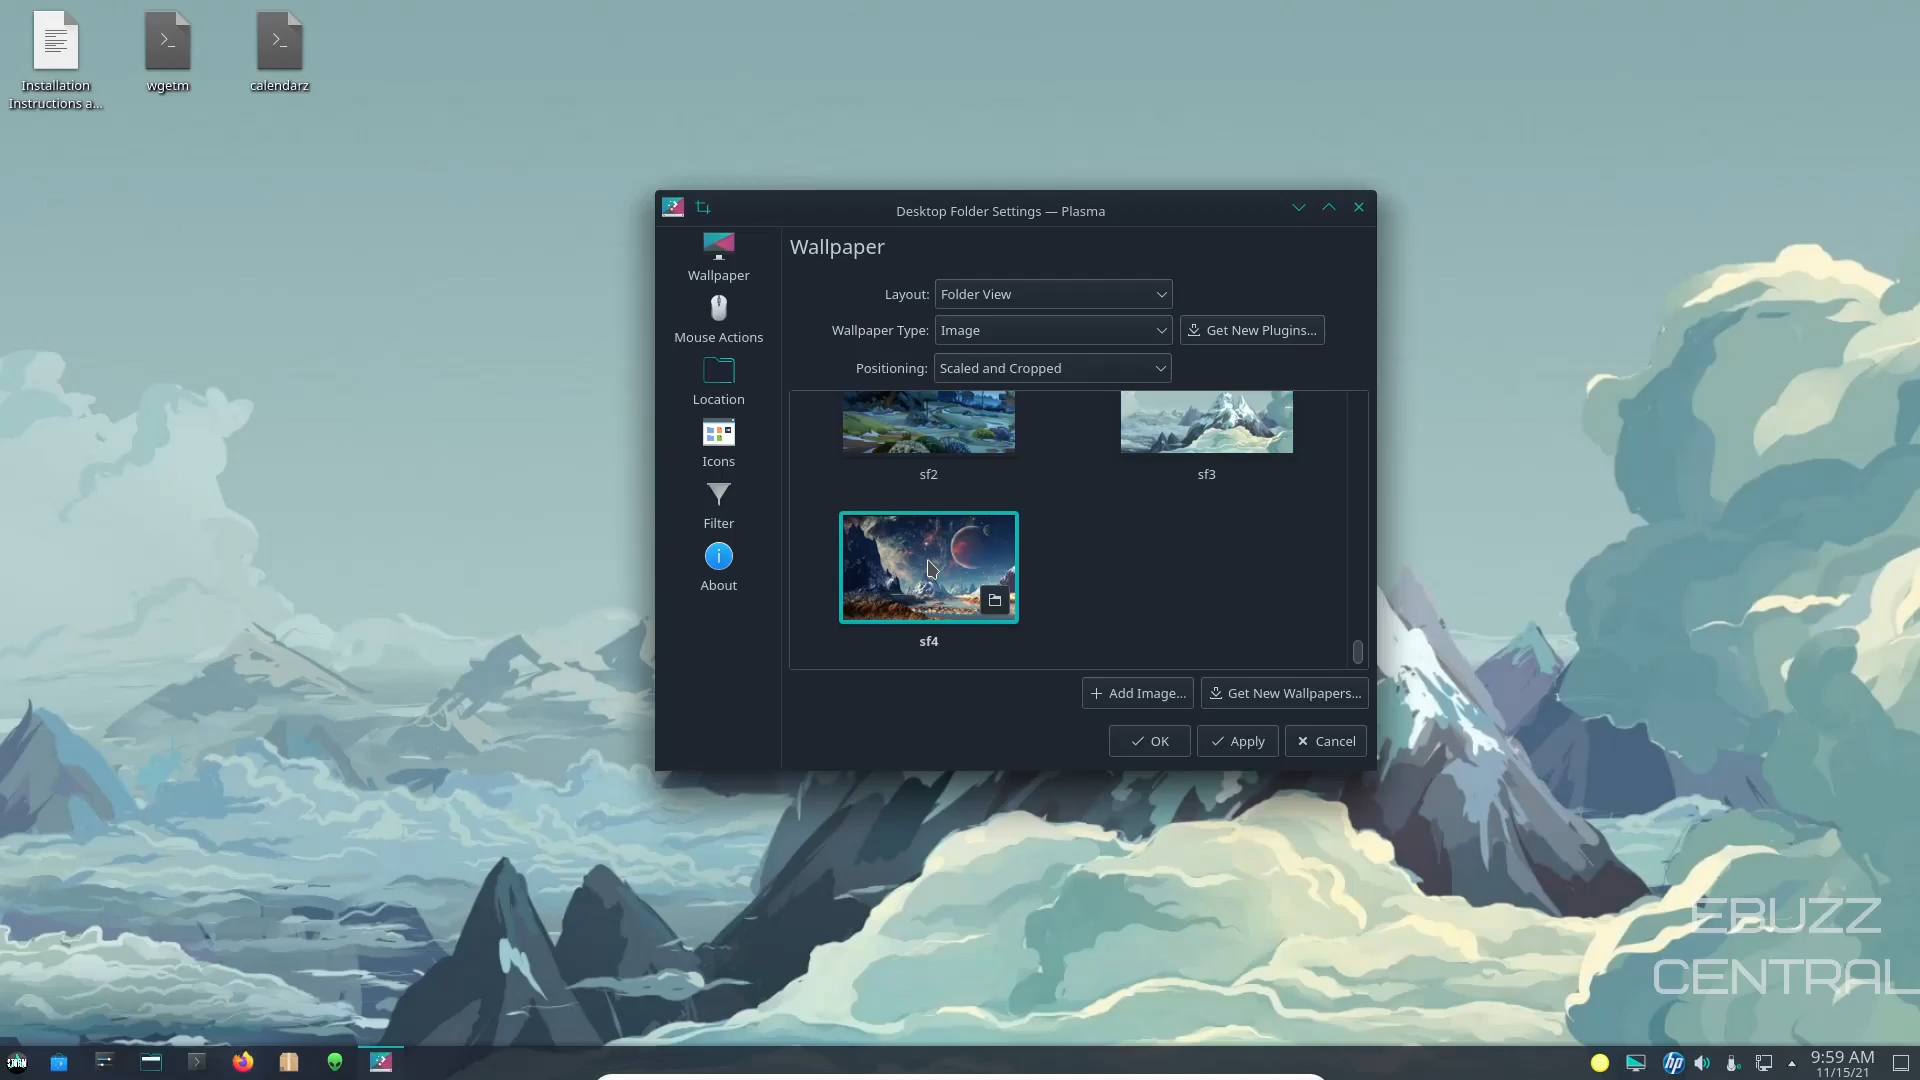 Installation
Instructions a...
wgetm
calendarz
Desktop Folder Settings — Plasma
Wallpaper
Mouse Actions
Location
Icons
Filter
About
Wallpaper
Layout: Folder View
Wallpaper Type: Image
Get New Plugins...
Positioning: Scaled and Cropped
sf2
sf3
sf4
Add Image...
Get New Wallpapers...
OK
Apply
Cancel
EBUZZ
CENTRAL
hp
9:59 AM
11/15/21